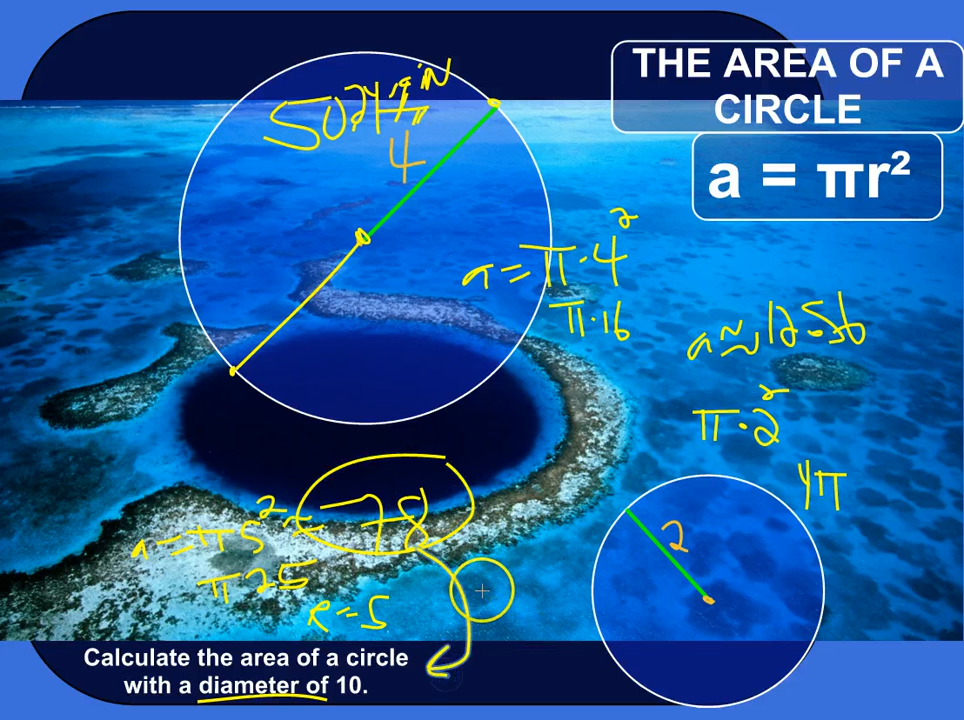 THE AREA OF A
CIRCLE
a = πr²
4
a = π · 4²
π · 16
a ≈ 12.56
π · 2²
4π
2
a = π5² ≈ 78
π25
r = 5
Calculate the area of a circle
with a diameter of 10.